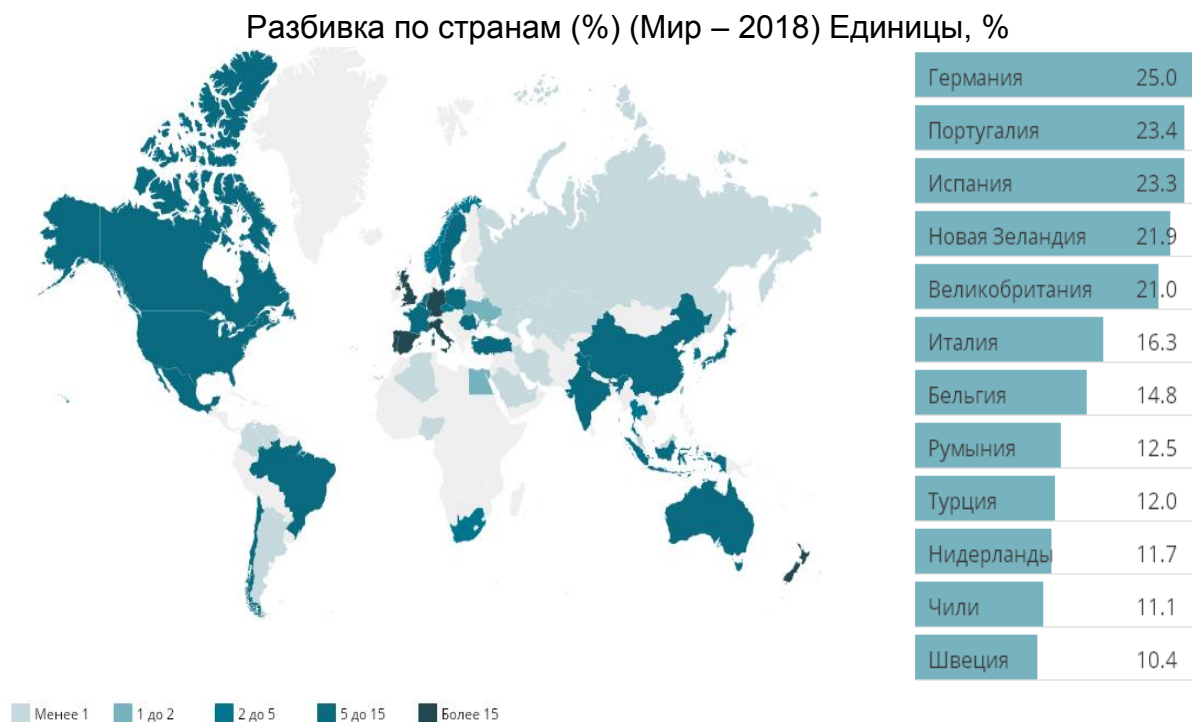 Разбивка по странам (%) (Мир – 2018) Единицы, %
Германия 25.0
Португалия 23.4
Испания 23.3
Новая Зеландия 21.9
Великобритания 21.0
Италия 16.3
Бельгия 14.8
Румыния 12.5
Турция 12.0
Нидерланды 11.7
Чили 11.1
Швеция 10.4
Менее 1 1 до 2 2 до 5 5 до 15 Более 15